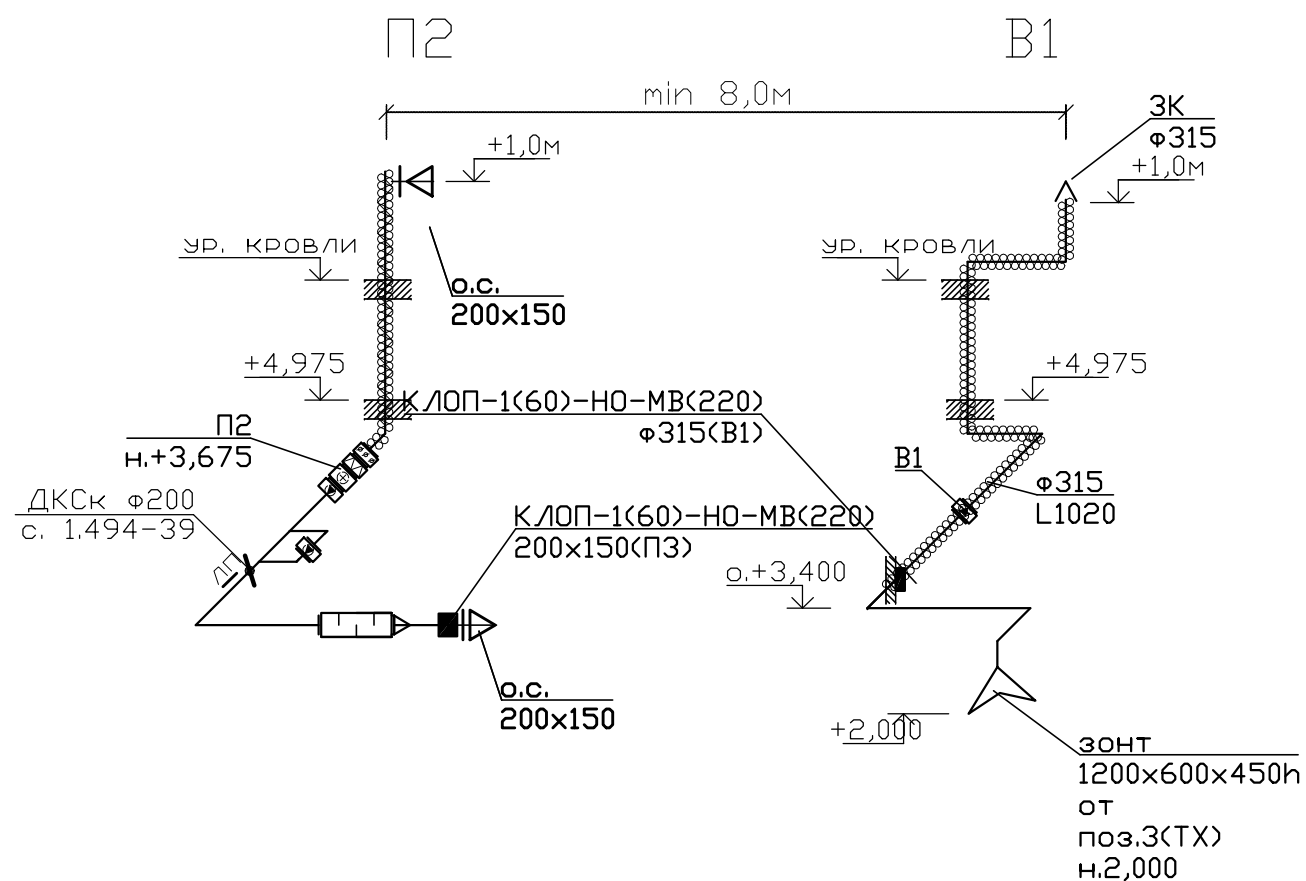 П2
В1
min 8,0м
ЗК
ф315
+1,0м
+1,0м
ур. кровли
ур. кровли
о.с.
200х150
+4,975
+4,975
КЛОП-1(60)-НО-МВ(220)
ф315(В1)
П2
н.+3,675
В1
ф315
L1020
ДКСк ф200
с. 1.494-39
КЛОП-1(60)-НО-МВ(220)
200х150(П3)
ЛП
о.+3,400
о.с.
200х150
+2,000
зонт
1200х600х450h
от
поз.3(ТХ)
н.2,000